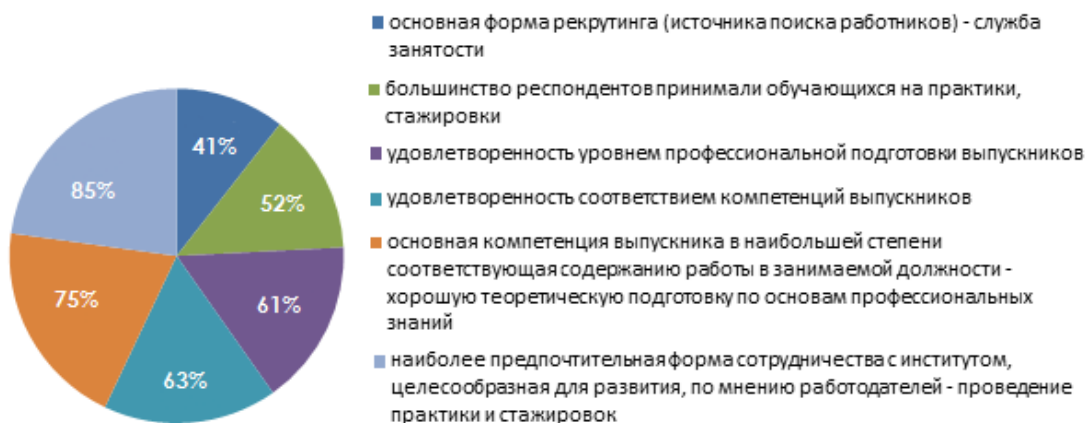 основная форма рекрутинга (источника поиска работников) - служба
занятости
большинство респондентов принимали обучающихся на практики,
стажировки
удовлетворенность уровнем профессиональной подготовки выпускников
удовлетворенность соответствием компетенций выпускников
основная компетенция выпускника в наибольшей степени
соответствующая содержанию работы в занимаемой должности -
хорошую теоретическую подготовку по основам профессиональных
знаний
наиболее предпочтительная форма сотрудничества с институтом,
целесообразная для развития, по мнению работодателей - проведение
практики и стажировок
41%
52%
61%
63%
75%
85%